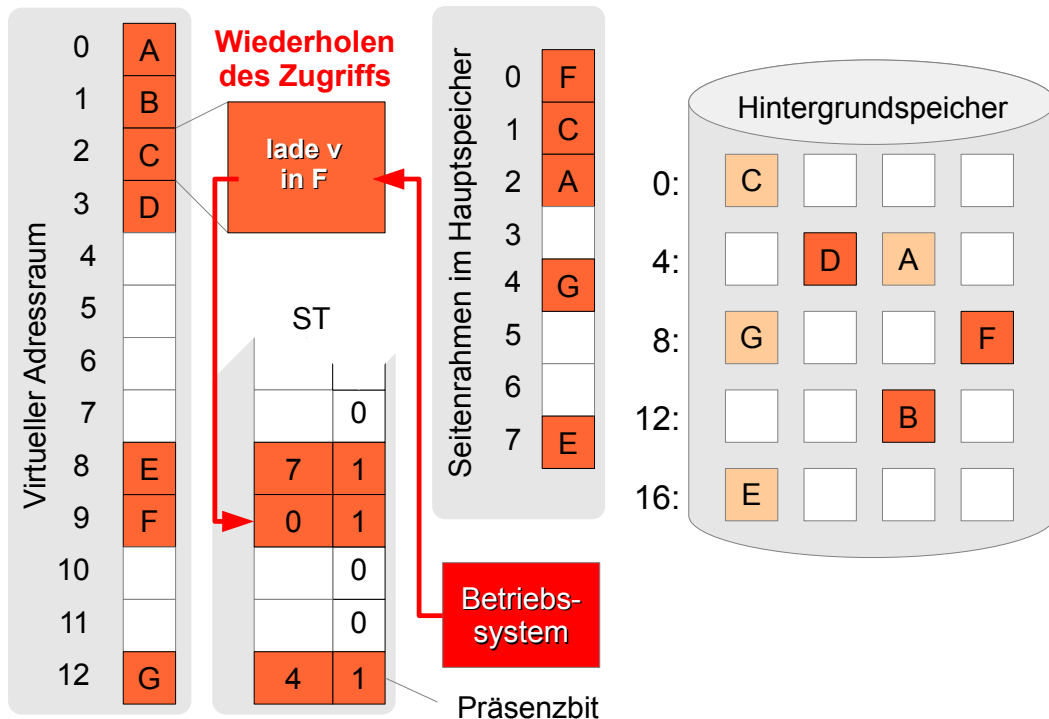 Virtueller Adressraum
0 A
1 B
2 C
3 D
4
5
6
7
8 E
9 F
10
11
12 G
Wiederholen
des Zugriffs
lade v
in F
ST
0
7 1
0 1
0
0
4 1
Präsenzbit
Betriebs-
system
Seitenrahmen im Hauptspeicher
0 F
1 C
2 A
3
4 G
5
6
7 E
Hintergrundspeicher
0: C
4: D A
8: G F
12: B
16: E